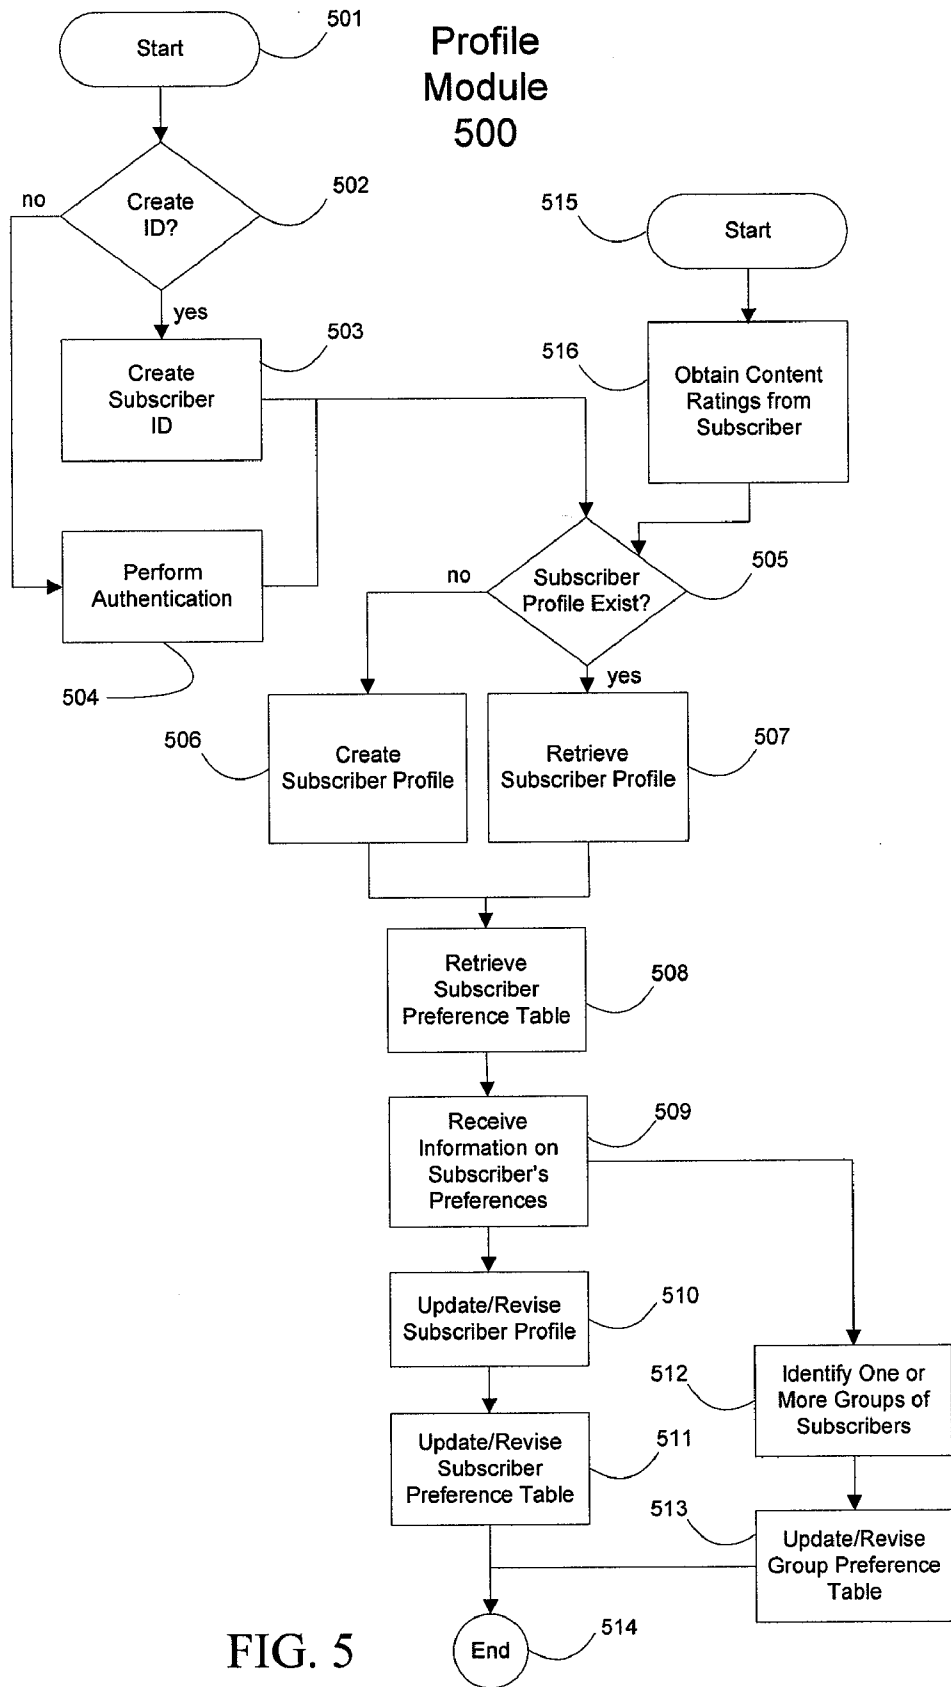 Profile
Module
500
501
Start
502
no
Create
ID?
yes
503
Create
Subscriber
ID
515
Start
516
Obtain Content
Ratings from
Subscriber
Perform
Authentication
504
505
no
Subscriber
Profile Exist?
yes
506
Create
Subscriber Profile
507
Retrieve
Subscriber Profile
Retrieve
Subscriber
Preference Table
508
Receive
Information on
Subscriber's
Preferences
509
Update/Revise
Subscriber Profile
510
512
Identify One or
More Groups of
Subscribers
Update/Revise
Subscriber
Preference Table
511
513
Update/Revise
Group Preference
Table
End
514
FIG. 5